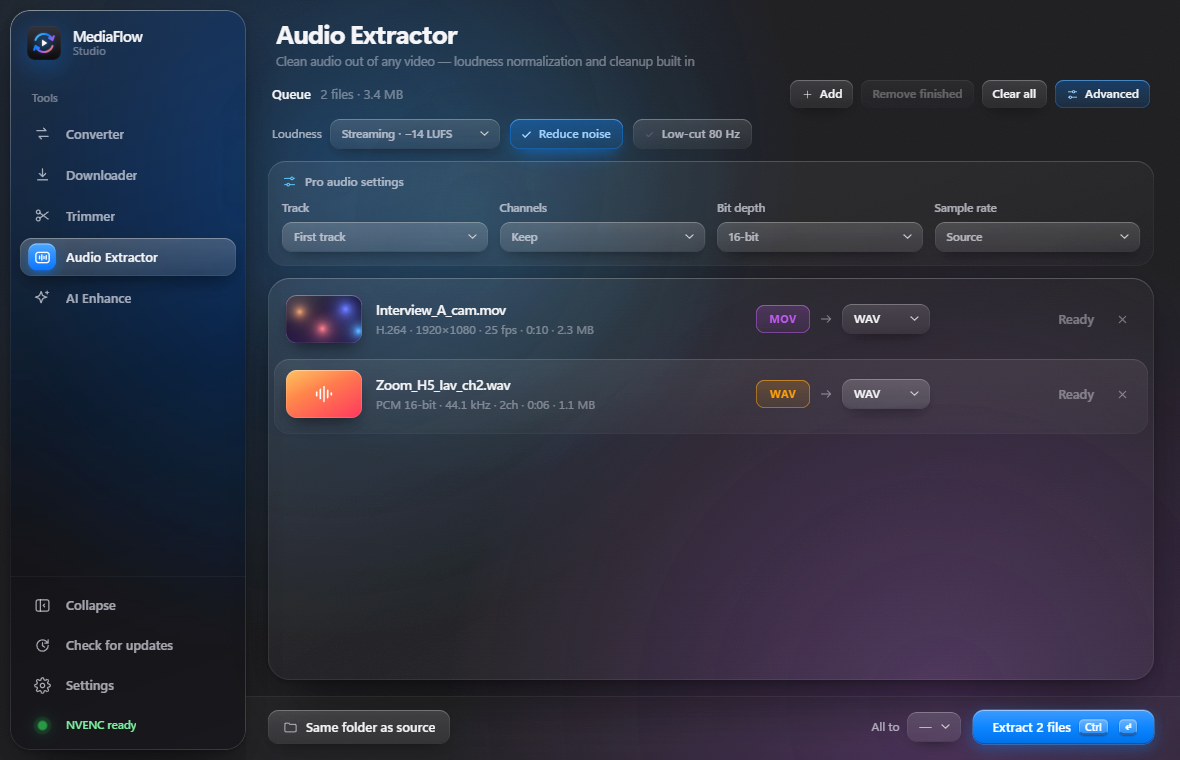 MediaFlow
Studio
Tools
Converter
Downloader
Trimmer
Audio Extractor
AI Enhance
Collapse
Check for updates
Settings
NVENC ready
Audio Extractor
Clean audio out of any video — loudness normalization and cleanup built in
Queue 2 files · 3.4 MB
Add
Remove finished
Clear all
Advanced
Loudness Streaming · −14 LUFS Reduce noise Low-cut 80 Hz
Pro audio settings
Track Channels Bit depth Sample rate
First track Keep 16-bit Source
Interview_A_cam.mov
H.264 · 1920×1080 · 25 fps · 0:10 · 2.3 MB
MOV → WAV Ready
Zoom_H5_lav_ch2.wav
PCM 16-bit · 44.1 kHz · 2ch · 0:06 · 1.1 MB
WAV → WAV Ready
Same folder as source
All to —
Extract 2 files Ctrl ⏎